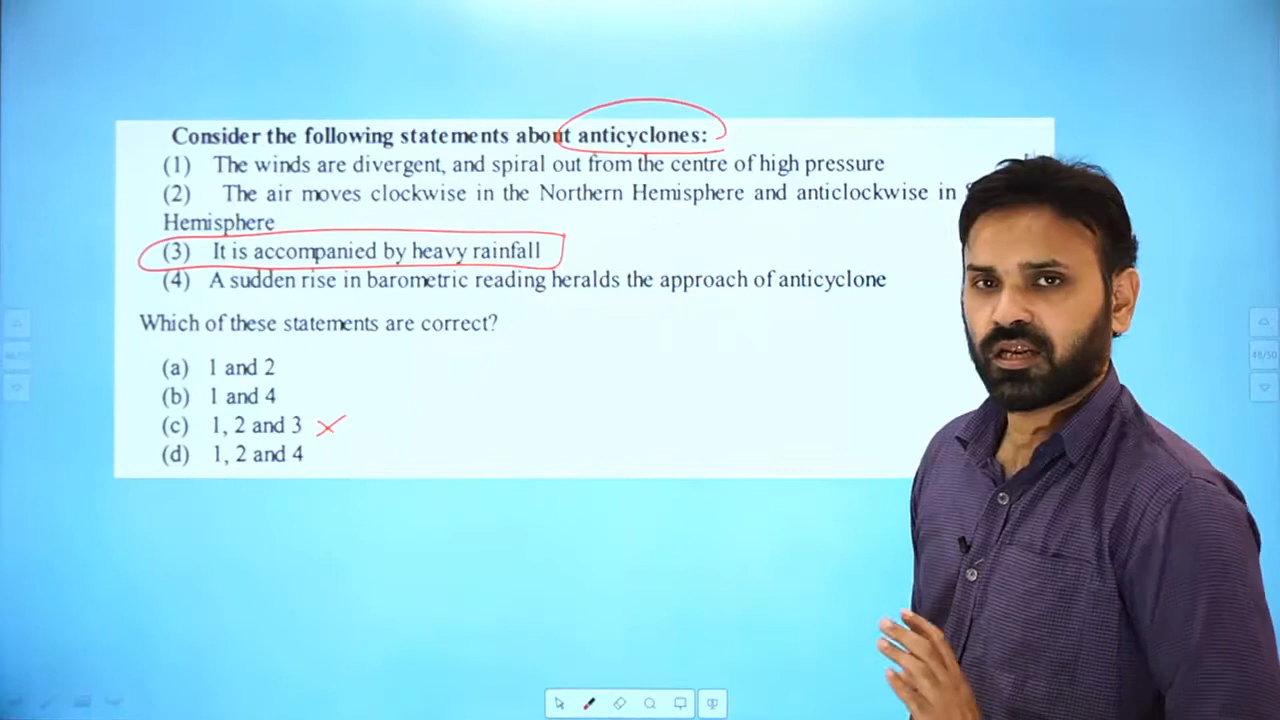 Consider the following statements about anticyclones:
(1) The winds are divergent, and spiral out from the centre of high pressure
(2) The air moves clockwise in the Northern Hemisphere and anticlockwise in
Hemisphere
(3) It is accompanied by heavy rainfall
(4) A sudden rise in barometric reading heralds the approach of anticyclone
Which of these statements are correct?
(a) 1 and 2
(b) 1 and 4
(c) 1, 2 and 3
(d) 1, 2 and 4
48/50